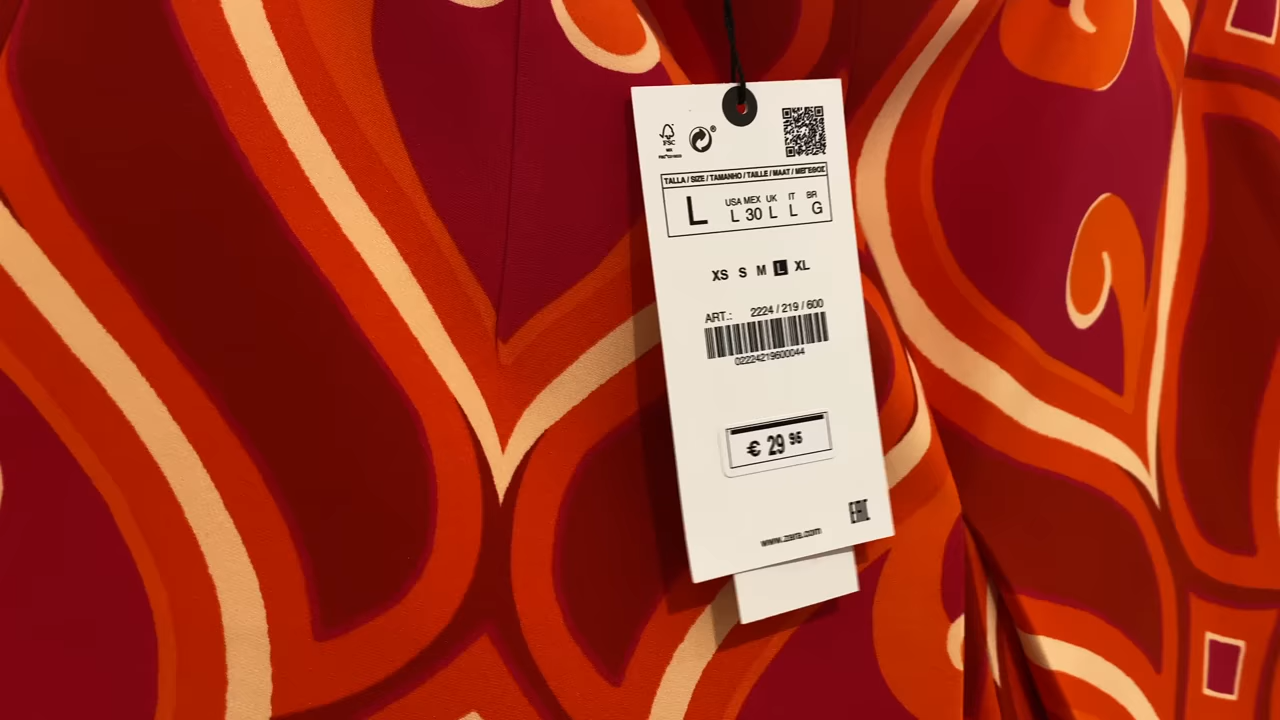 FSC
®
TALLA / SIZE / TAMANHO / TAILLE / MAAT /
USA MEX UK IT BR
L L 30 L L G
XS S M L XL
ART.: 2224 / 219 / 600
02224219600044
€ 29 95
EAC
www.zara.com